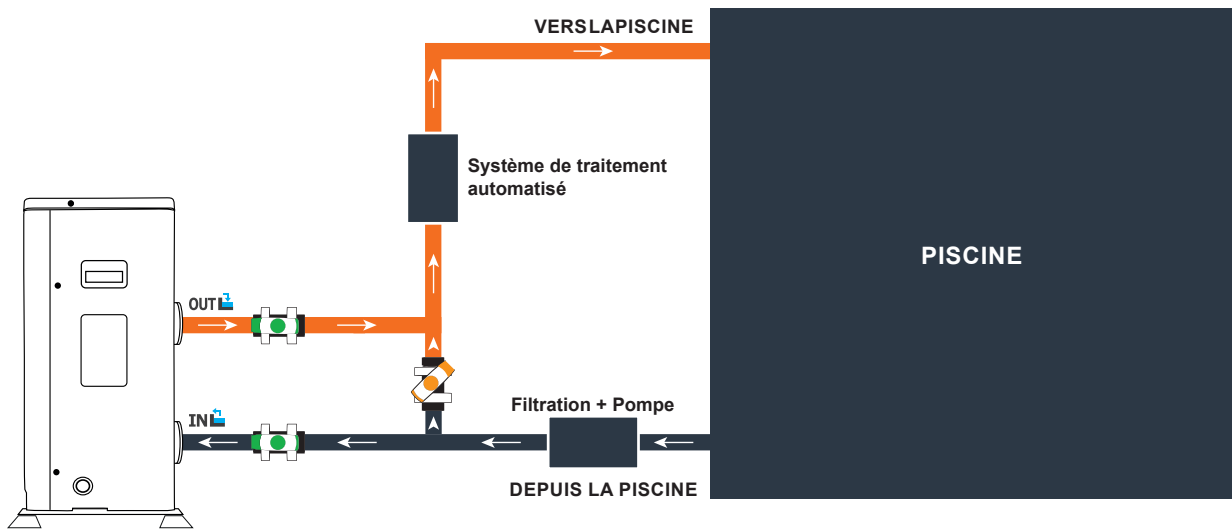 VERSLAPISCINE
Système de traitement
automatisé
PISCINE
OUT
IN
Filtration + Pompe
DEPUIS LA PISCINE